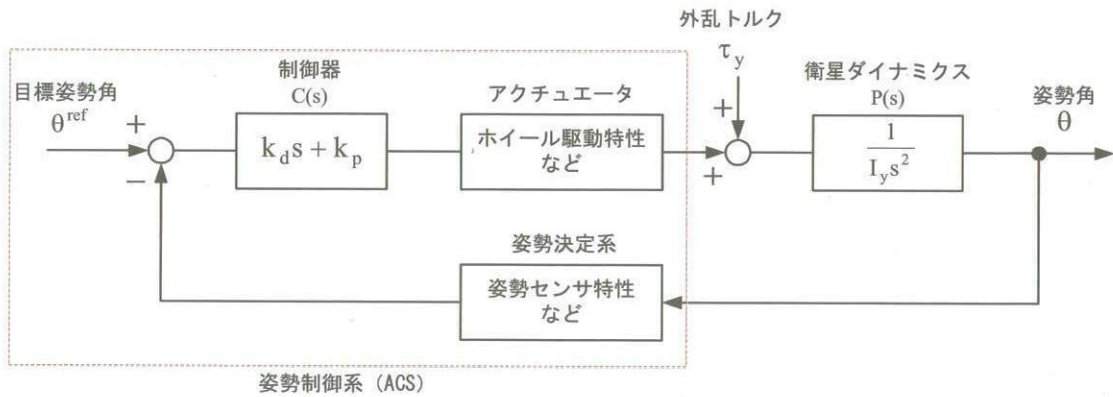 外乱トルク
τy
制御器
C(s)
衛星ダイナミクス
P(s)
目標姿勢角
θref
アクチュエータ
姿勢角
θ
+
−
kds+kp
ホイール駆動特性
など
+
+
1
Iys2
姿勢決定系
姿勢センサ特性
など
姿勢制御系 (ACS)